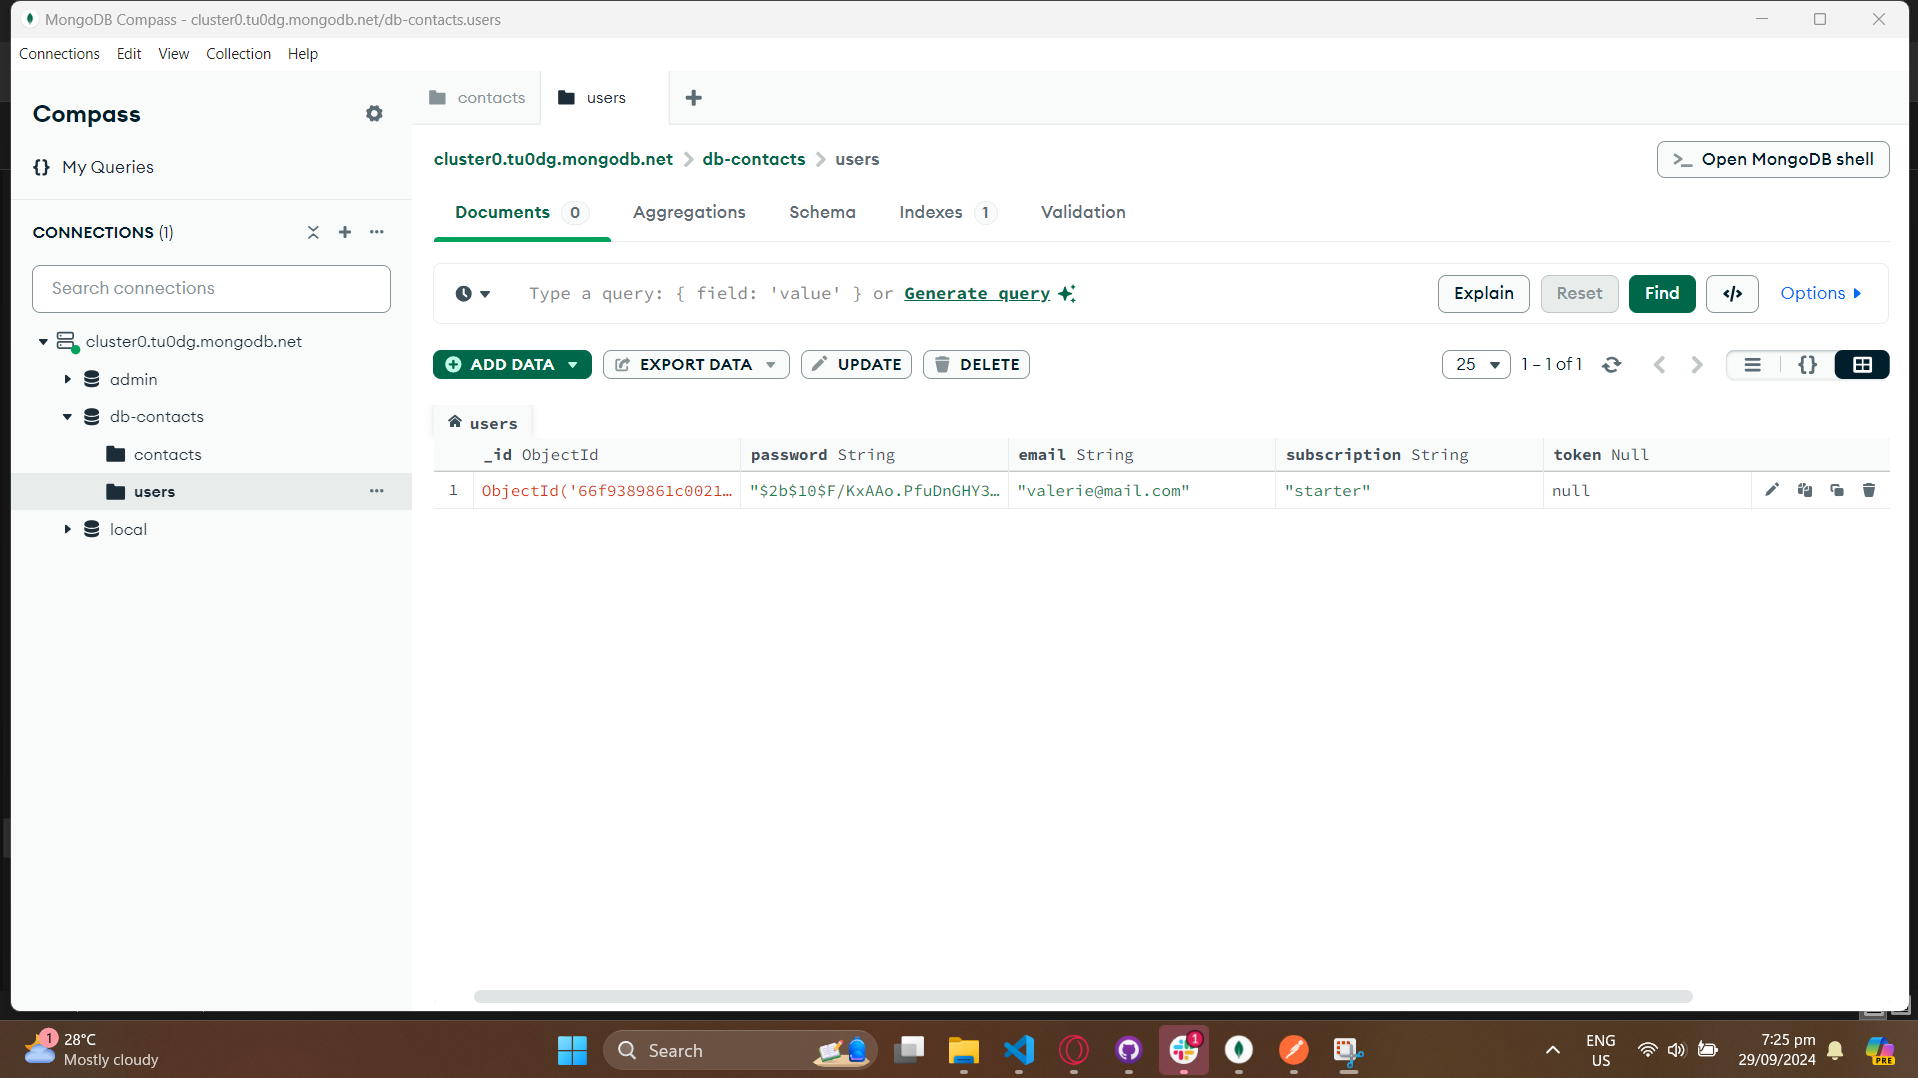 MongoDB Compass - cluster0.tu0dg.mongodb.net/db-contacts.users
Connections Edit View Collection Help
Compass
{} My Queries
CONNECTIONS (1)
Search connections
cluster0.tu0dg.mongodb.net
admin
db-contacts
contacts
users
local
contacts
users
cluster0.tu0dg.mongodb.net > db-contacts > users
>_ Open MongoDB shell
Documents 0 Aggregations Schema Indexes 1 Validation
Type a query: { field: 'value' } or Generate query
Explain Reset Find </> Options
ADD DATA EXPORT DATA UPDATE DELETE
25 1 – 1 of 1 {}
users
_id ObjectId password String email String subscription String token Null
1 ObjectId('66f9389861c0021… "$2b$10$F/KxAAo.PfuDnGHY3… "valerie@mail.com" "starter" null
1 28°C
Mostly cloudy
Search
1
ENG
US
7:25 pm
29/09/2024
PRE